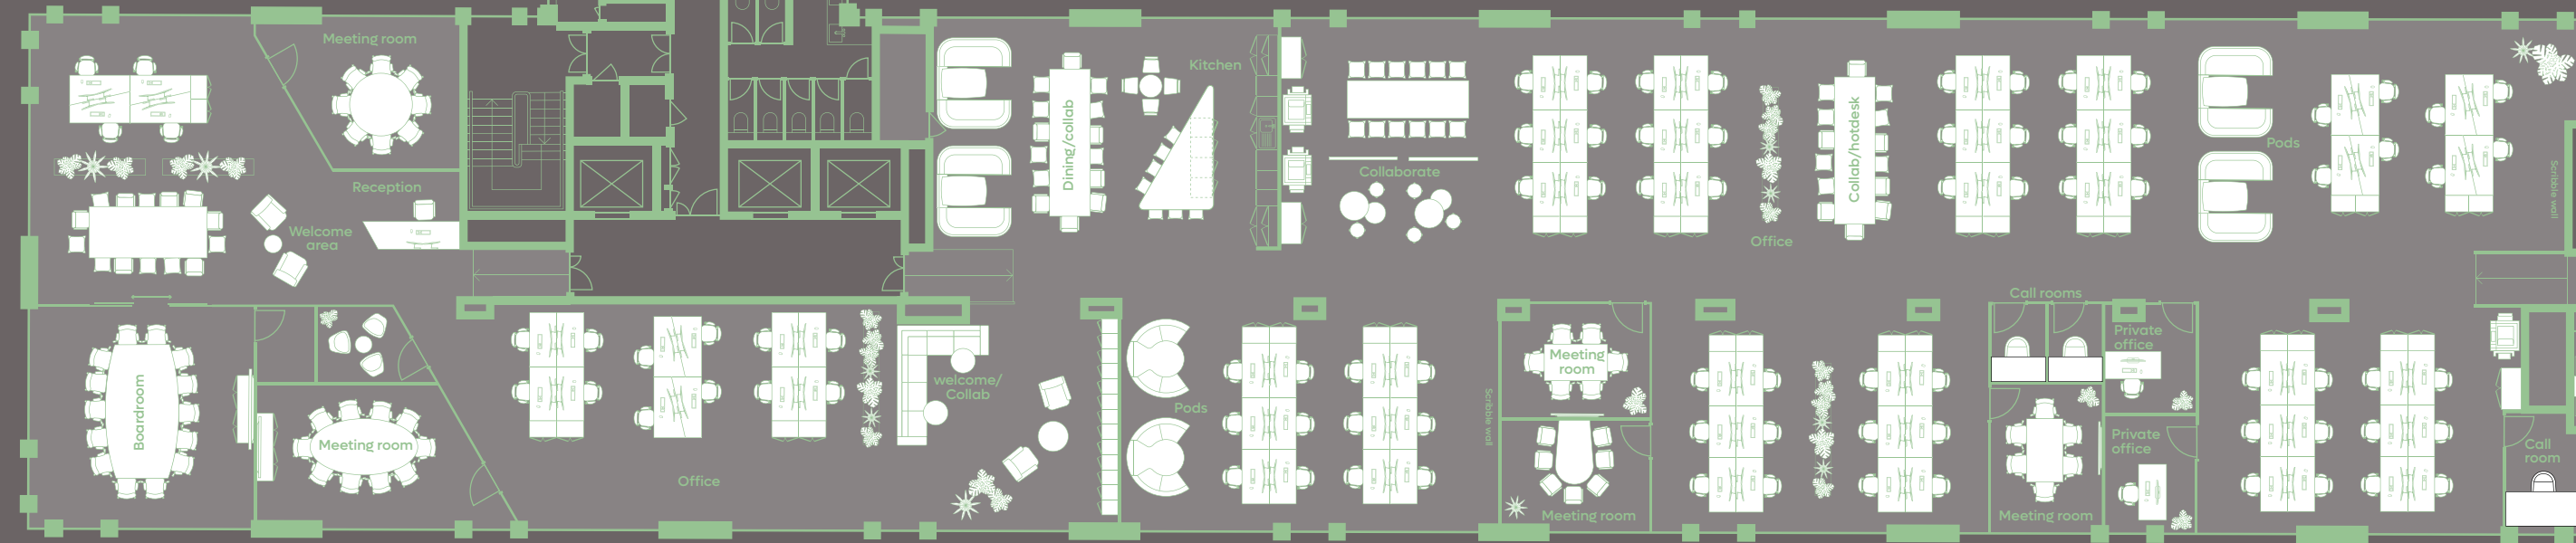 Meeting room
Reception
Welcome
area
Dining/collab
Kitchen
Collaborate
Office
Collab/hotdesk
Pods
Scribble wall
Boardroom
Meeting room
Office
welcome/
Collab
Pods
Scribble wall
Meeting
room
Meeting room
Call rooms
Private
office
Private
office
Meeting room
Call
room